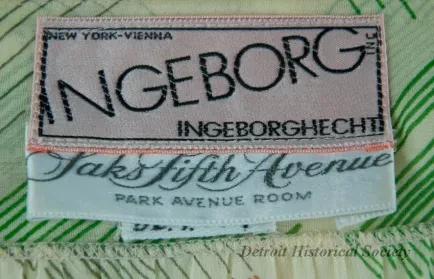 NEW YORK-VIENNA
INGEBORG INC
INGEBORGHECHT
Saks Fifth Avenue
PARK AVENUE ROOM
Detroit Historical Society